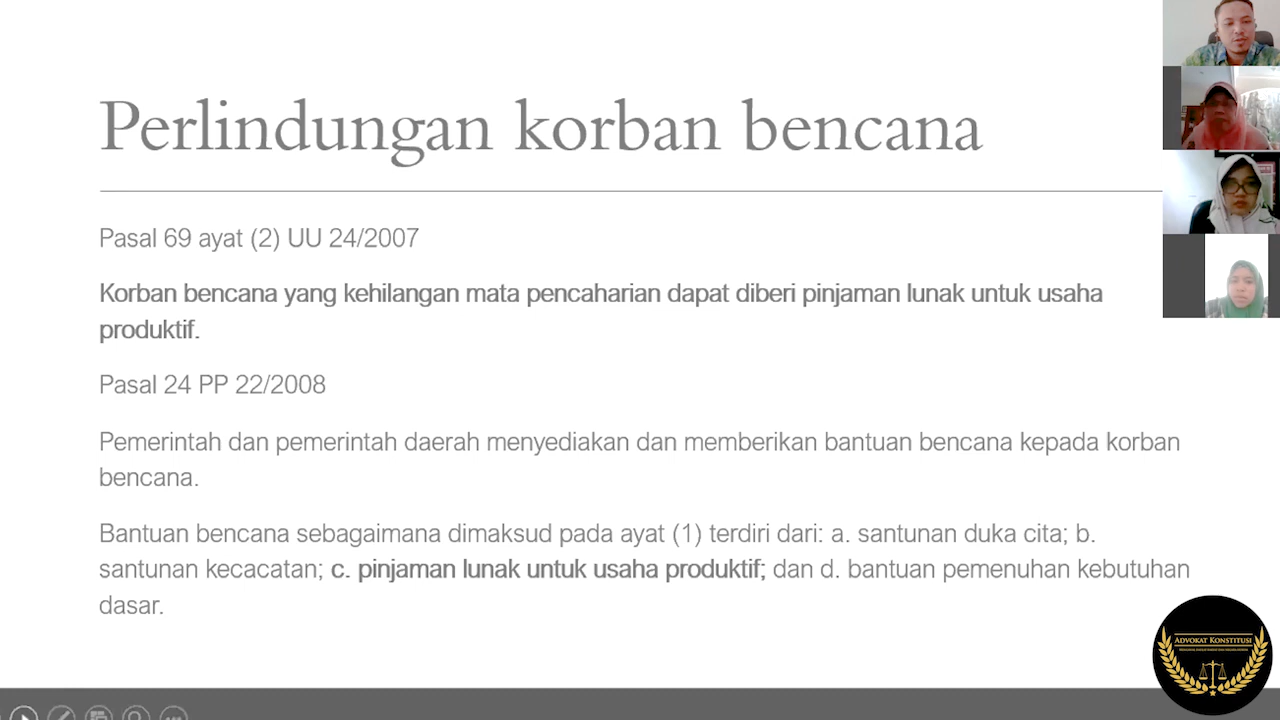 Perlindungan korban bencana
Pasal 69 ayat (2) UU 24/2007
Korban bencana yang kehilangan mata pencaharian dapat diberi pinjaman lunak untuk usaha
produktif.
Pasal 24 PP 22/2008
Pemerintah dan pemerintah daerah menyediakan dan memberikan bantuan bencana kepada korban
bencana.
Bantuan bencana sebagaimana dimaksud pada ayat (1) terdiri dari: a. santunan duka cita; b.
santunan kecacatan; c. pinjaman lunak untuk usaha produktif; dan d. bantuan pemenuhan kebutuhan
dasar.
ADVOKAT KONSTITUSI